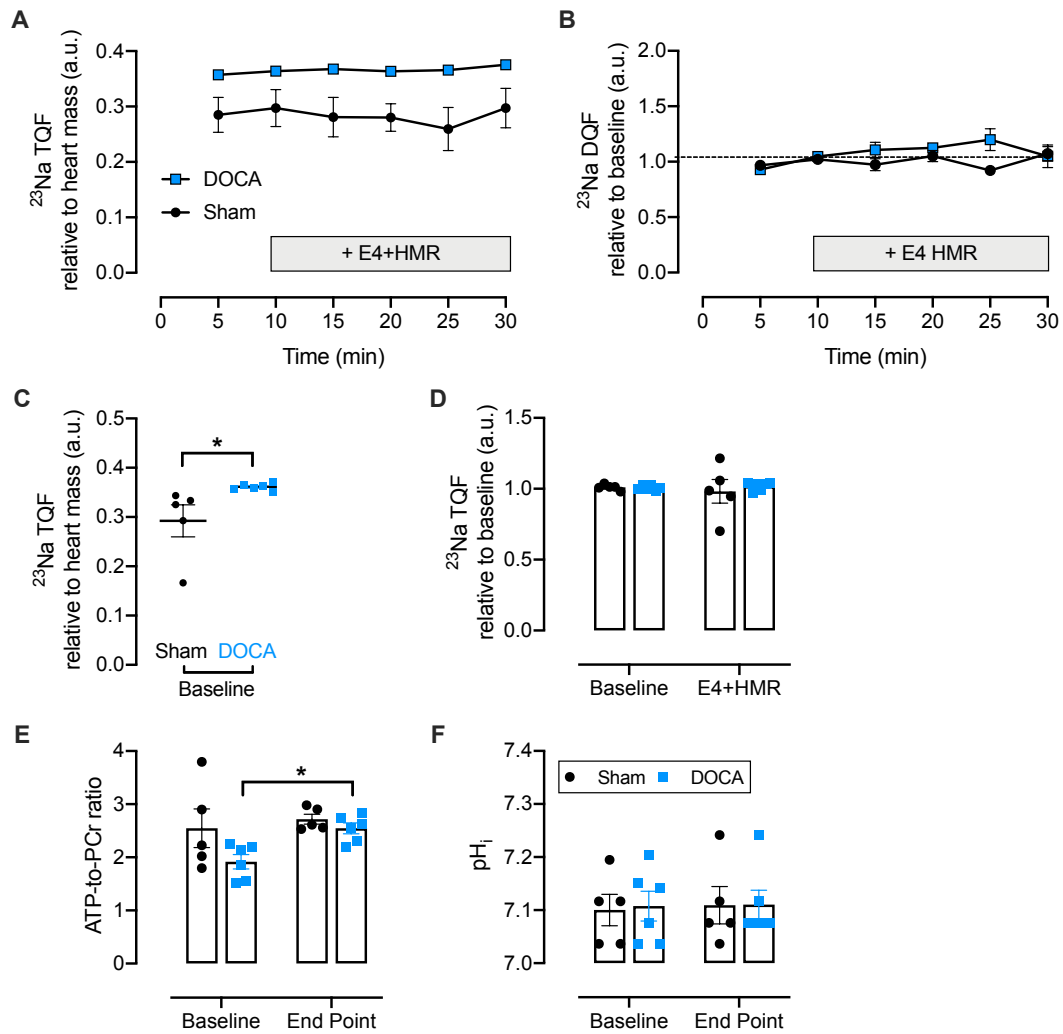 A
²³Na TQF
relative to heart mass (a.u.)
0.4
0.3
0.2
0.1
0.0
DOCA
Sham
+ E4+HMR
0 5 10 15 20 25 30
Time (min)
B
²³Na DQF
relative to baseline (a.u.)
2.0
1.5
1.0
0.5
0.0
+ E4 HMR
0 5 10 15 20 25 30
Time (min)
C
²³Na TQF
relative to heart mass (a.u.)
0.5
0.4
0.3
0.2
0.1
0.0
*
Sham DOCA
Baseline
D
²³Na TQF
relative to baseline (a.u.)
1.5
1.0
0.5
0.0
Baseline E4+HMR
E
ATP-to-PCr ratio
4
3
2
1
0
*
Baseline End Point
F
pHᵢ
7.4
7.3
7.2
7.1
7.0
Sham DOCA
Baseline End Point